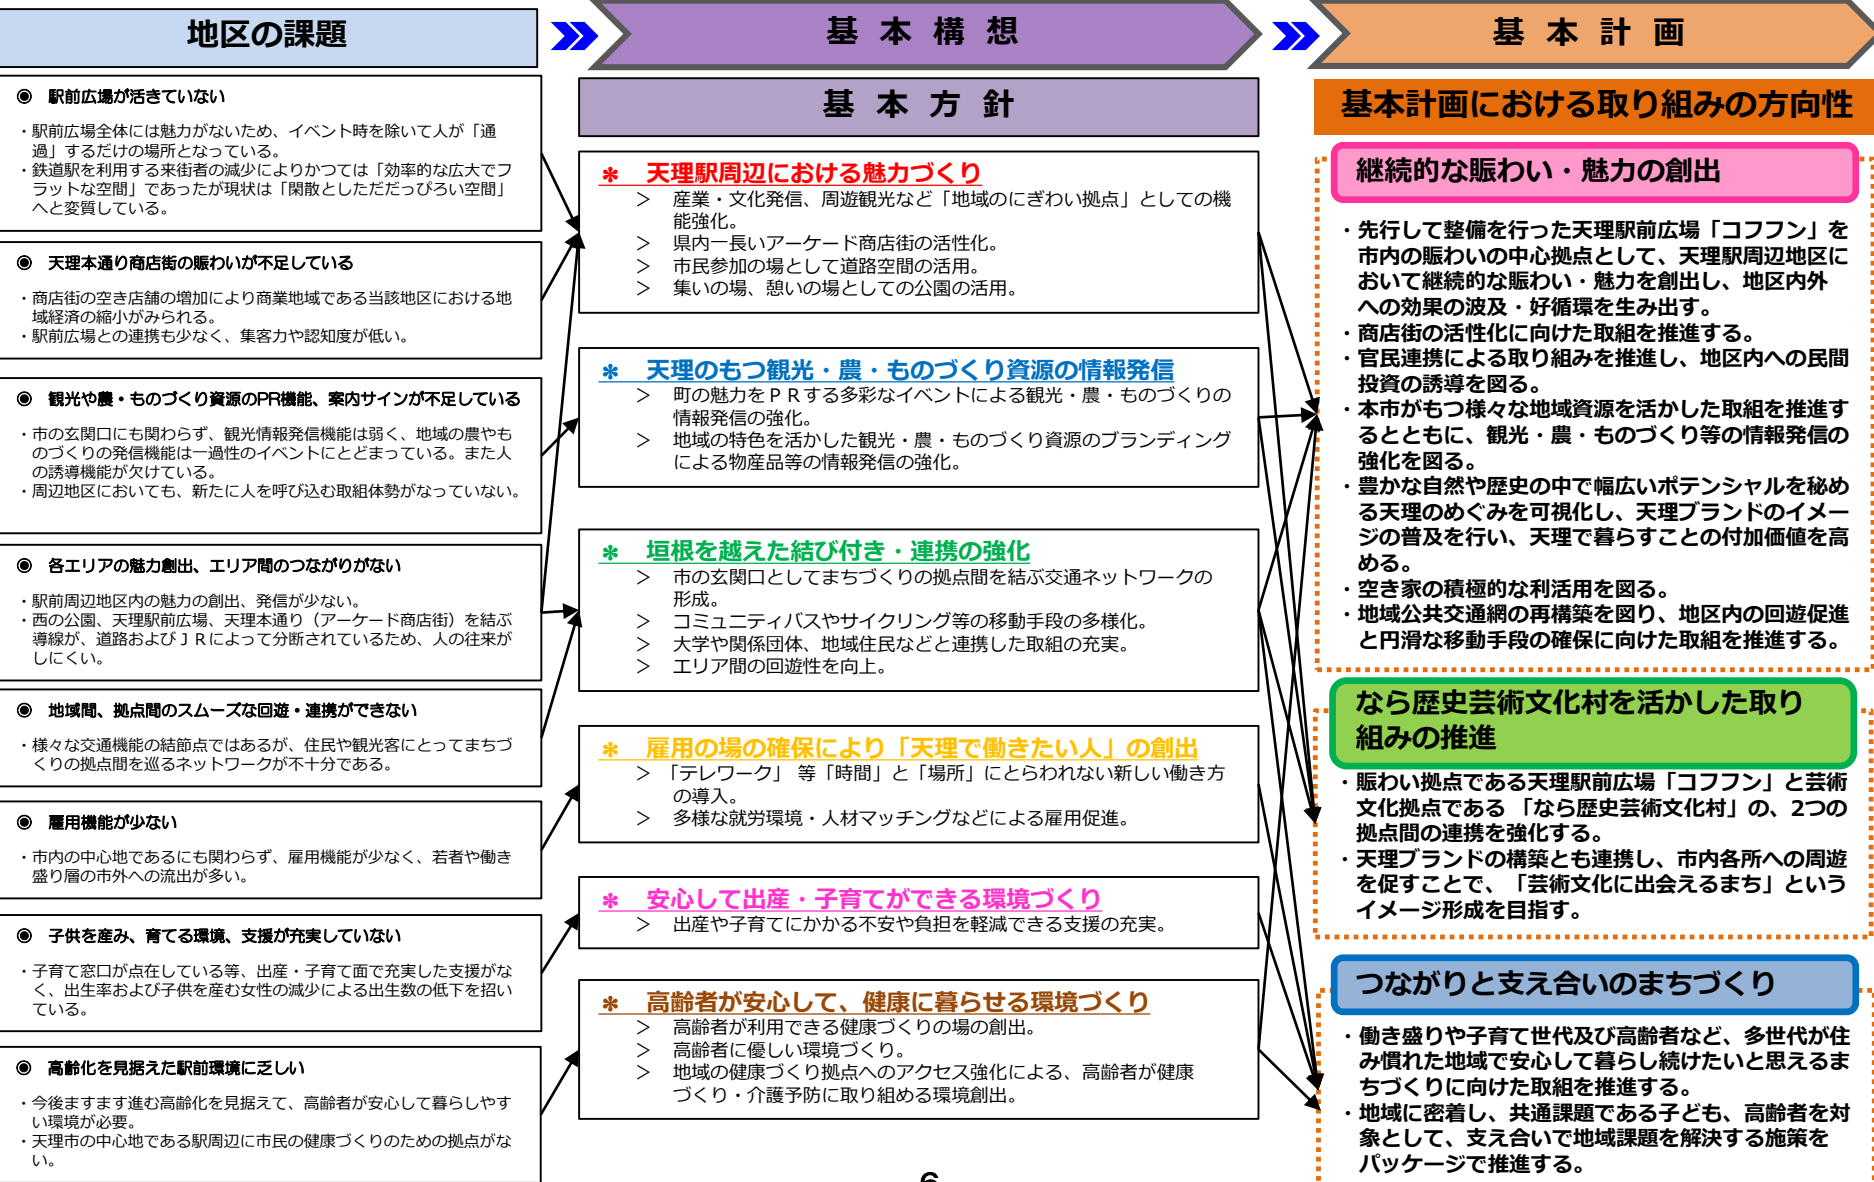 地区の課題
基本構想
基本計画
◉ 駅前広場が活きていない
・駅前広場全体には魅力がないため、イベント時を除いて人が「通
過」するだけの場所となっている。
・鉄道駅を利用する来街者の減少によりかつては「効率的な広大でフ
ラットな空間」であったが現状は「閑散としただだっぴろい空間」
へと変質している。
◉ 天理本通り商店街の賑わいが不足している
・商店街の空き店舗の増加により商業地域である当該地区における地
域経済の縮小がみられる。
・駅前広場との連携も少なく、集客力や認知度が低い。
◉ 観光や農・ものづくり資源のPR機能、案内サインが不足している
・市の玄関口にも関わらず、観光情報発信機能は弱く、地域の農やも
のづくりの発信機能は一過性のイベントにとどまっている。また人
の誘導機能が欠けている。
・周辺地区においても、新たに人を呼び込む取組体勢がなっていない。
◉ 各エリアの魅力創出、エリア間のつながりがない
・駅前周辺地区内の魅力の創出、発信が少ない。
・西の公園、天理駅前広場、天理本通り（アーケード商店街）を結ぶ
導線が、道路およびＪＲによって分断されているため、人の往来が
しにくい。
◉ 地域間、拠点間のスムーズな回遊・連携ができない
・様々な交通機能の結節点ではあるが、住民や観光客にとってまちづ
くりの拠点間を巡るネットワークが不十分である。
◉ 雇用機能が少ない
・市内の中心地であるにも関わらず、雇用機能が少なく、若者や働き
盛り層の市外への流出が多い。
◉ 子供を産み、育てる環境、支援が充実していない
・子育て窓口が点在している等、出産・子育て面で充実した支援がな
く、出生率および子供を産む女性の減少による出生数の低下を招い
ている。
◉ 高齢化を見据えた駅前環境に乏しい
・今後ますます進む高齢化を見据えて、高齢者が安心して暮らしやす
い環境が必要。
・天理市の中心地である駅周辺に市民の健康づくりのための拠点がな
い。
基本方針
＊ 天理駅周辺における魅力づくり
＞ 産業・文化発信、周遊観光など「地域のにぎわい拠点」としての機
能強化。
＞ 県内一長いアーケード商店街の活性化。
＞ 市民参加の場として道路空間の活用。
＞ 集いの場、憩いの場としての公園の活用。
＊ 天理のもつ観光・農・ものづくり資源の情報発信
＞ 町の魅力をＰＲする多彩なイベントによる観光・農・ものづくりの
情報発信の強化。
＞ 地域の特色を活かした観光・農・ものづくり資源のブランディング
による物産品等の情報発信の強化。
＊ 垣根を越えた結び付き・連携の強化
＞ 市の玄関口としてまちづくりの拠点間を結ぶ交通ネットワークの
形成。
＞ コミュニティバスやサイクリング等の移動手段の多様化。
＞ 大学や関係団体、地域住民などと連携した取組の充実。
＞ エリア間の回遊性を向上。
＊ 雇用の場の確保により「天理で働きたい人」の創出
＞ 「テレワーク」 等「時間」と「場所」にとらわれない新しい働き方
の導入。
＞ 多様な就労環境・人材マッチングなどによる雇用促進。
＊ 安心して出産・子育てができる環境づくり
＞ 出産や子育てにかかる不安や負担を軽減できる支援の充実。
＊ 高齢者が安心して、健康に暮らせる環境づくり
＞ 高齢者が利用できる健康づくりの場の創出。
＞ 高齢者に優しい環境づくり。
＞ 地域の健康づくり拠点へのアクセス強化による、高齢者が健康
づくり・介護予防に取り組める環境創出。
基本計画における取り組みの方向性
継続的な賑わい・魅力の創出
・先行して整備を行った天理駅前広場「コフフン」を
市内の賑わいの中心拠点として、天理駅周辺地区に
おいて継続的な賑わい・魅力を創出し、地区内外
への効果の波及・好循環を生み出す。
・商店街の活性化に向けた取組を推進する。
・官民連携による取り組みを推進し、地区内への民間
投資の誘導を図る。
・本市がもつ様々な地域資源を活かした取組を推進す
るとともに、観光・農・ものづくり等の情報発信の
強化を図る。
・豊かな自然や歴史の中で幅広いポテンシャルを秘め
る天理のめぐみを可視化し、天理ブランドのイメー
ジの普及を行い、天理で暮らすことの付加価値を高
める。
・空き家の積極的な利活用を図る。
・地域公共交通網の再構築を図り、地区内の回遊促進
と円滑な移動手段の確保に向けた取組を推進する。
なら歴史芸術文化村を活かした取り
組みの推進
・賑わい拠点である天理駅前広場「コフフン」と芸術
文化拠点である 「なら歴史芸術文化村」の、2つの
拠点間の連携を強化する。
・天理ブランドの構築とも連携し、市内各所への周遊
を促すことで、「芸術文化に出会えるまち」という
イメージ形成を目指す。
つながりと支え合いのまちづくり
・働き盛りや子育て世代及び高齢者など、多世代が住
み慣れた地域で安心して暮らし続けたいと思えるま
ちづくりに向けた取組を推進する。
・地域に密着し、共通課題である子ども、高齢者を対
象として、支え合いで地域課題を解決する施策を
パッケージで推進する。